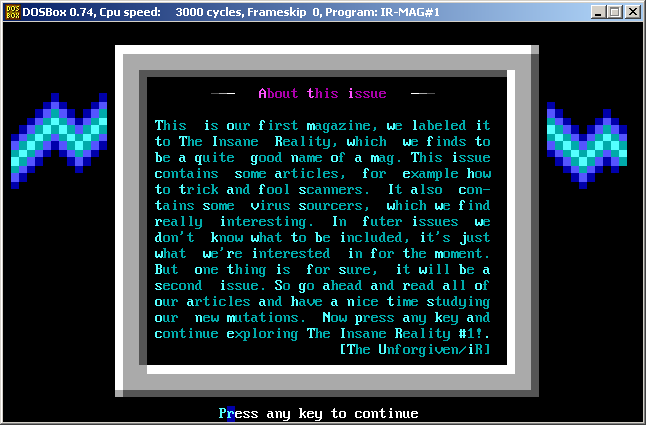 DOSBox 0.74, Cpu speed: 3000 cycles, Frameskip 0, Program: IR-MAG#1
About this issue
This is our first magazine, we labeled it
to The Insane Reality, which we finds to
be a quite good name of a mag. This issue
contains some articles, for example how
to trick and fool scanners. It also con-
tains some virus sourcers, which we find
really interesting. In futer issues we
don't know what to be included, it's just
what we're interested in for the moment.
But one thing is for sure, it will be a
second issue. So go ahead and read all of
our articles and have a nice time studying
our new mutations. Now press any key and
continue exploring The Insane Reality #1!.
[The Unforgiven/iR]
Press any key to continue